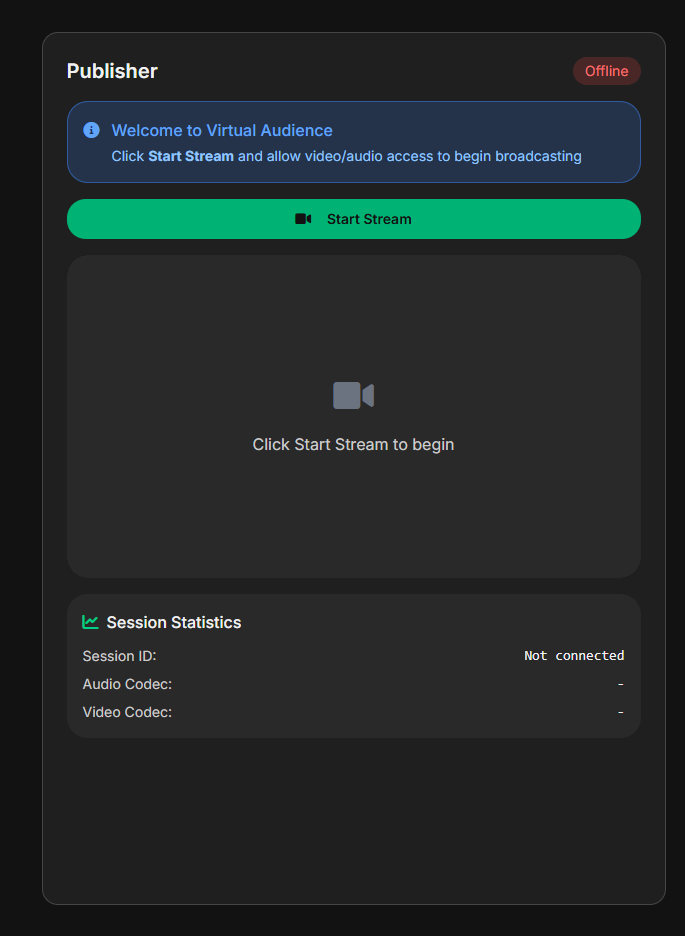 Publisher
Offline
Welcome to Virtual Audience
Click Start Stream and allow video/audio access to begin broadcasting
Start Stream
Click Start Stream to begin
Session Statistics
Session ID: Not connected
Audio Codec: -
Video Codec: -